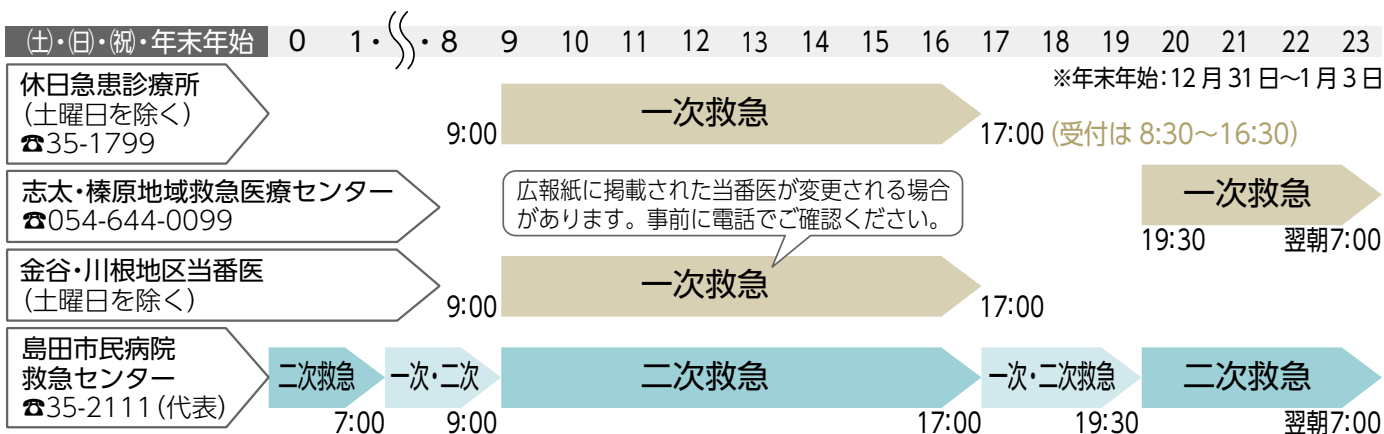 ㈯・㈰・㈷・年末年始 0 1・・8 9 10 11 12 13 14 15 16 17 18 19 20 21 22 23
※年末年始：12月31日～1月3日
休日急患診療所
（土曜日を除く）
☎35-1799
一次救急
9:00
17:00（受付は 8:30～16:30）
志太・榛原地域救急医療センター
☎054-644-0099
広報紙に掲載された当番医が変更される場合
があります。事前に電話でご確認ください。
一次救急
19:30 翌朝7:00
金谷・川根地区当番医
（土曜日を除く）
一次救急
9:00 17:00
島田市民病院
救急センター
☎35-2111（代表）
二次救急 一次・二次 二次救急 一次・二次救急 二次救急
7:00 9:00 17:00 19:30 翌朝7:00